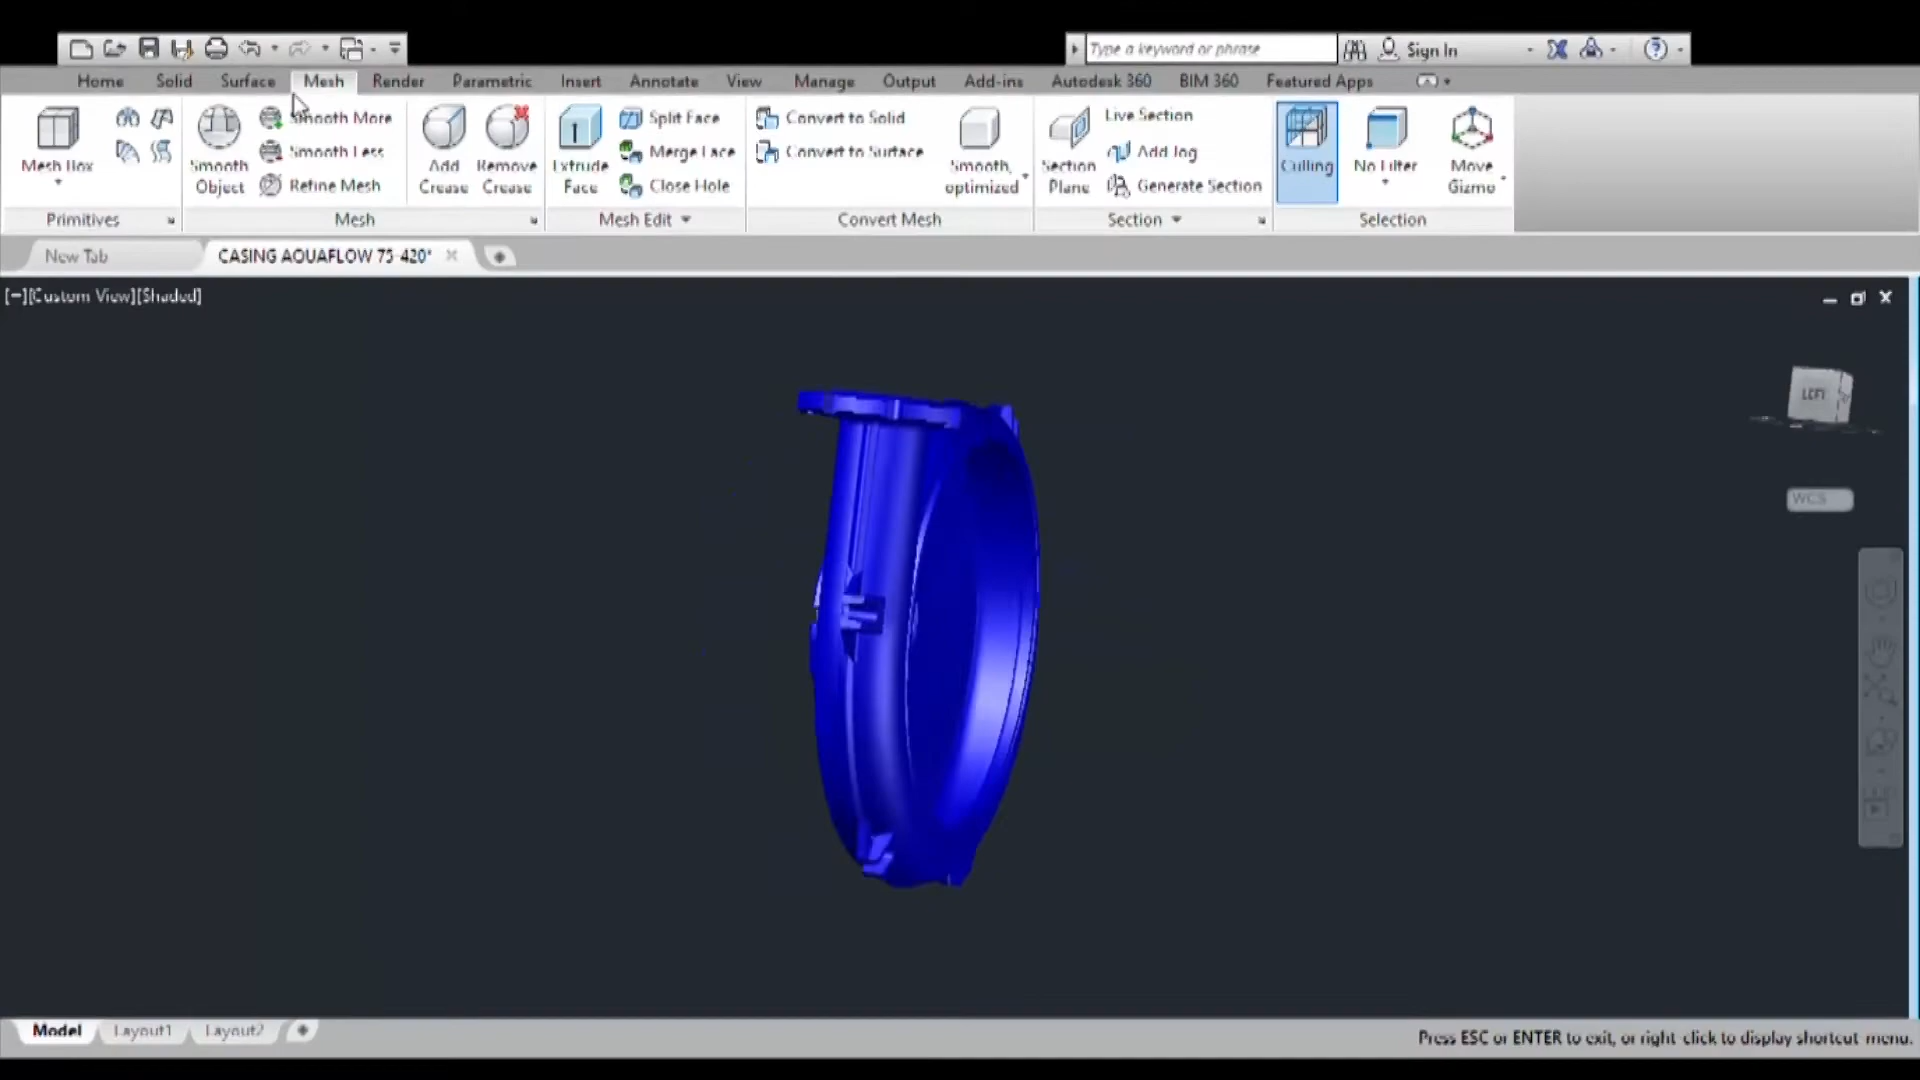 Type a keyword or phrase
Sign In
Home Solid Surface Mesh Render Parametric Insert Annotate View Manage Output Add-ins Autodesk 360 BIM 360 Featured Apps
Mesh Box
Smooth Object
Smooth More
Smooth Less
Refine Mesh
Add Crease
Remove Crease
Extrude Face
Split Face
Merge Face
Close Hole
Convert to Solid
Convert to Surface
Smooth, optimized
Section Plane
Live Section
Add Jog
Generate Section
Culling
No Filter
Move Gizmo
Primitives Mesh Mesh Edit Convert Mesh Section Selection
New Tab CASING AQUAFLOW 75-420*
[−][Custom View][Shaded]
LEFT
WCS
Model Layout1 Layout2
Press ESC or ENTER to exit, or right-click to display shortcut-menu.